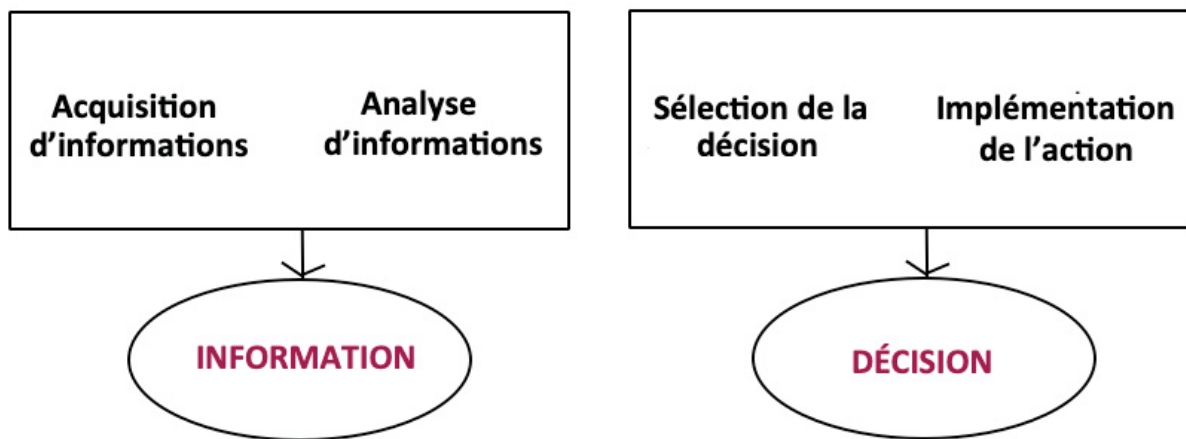 Acquisition
d’informations
Analyse
d’informations
Sélection de la
décision
Implémentation
de l’action
INFORMATION
DÉCISION